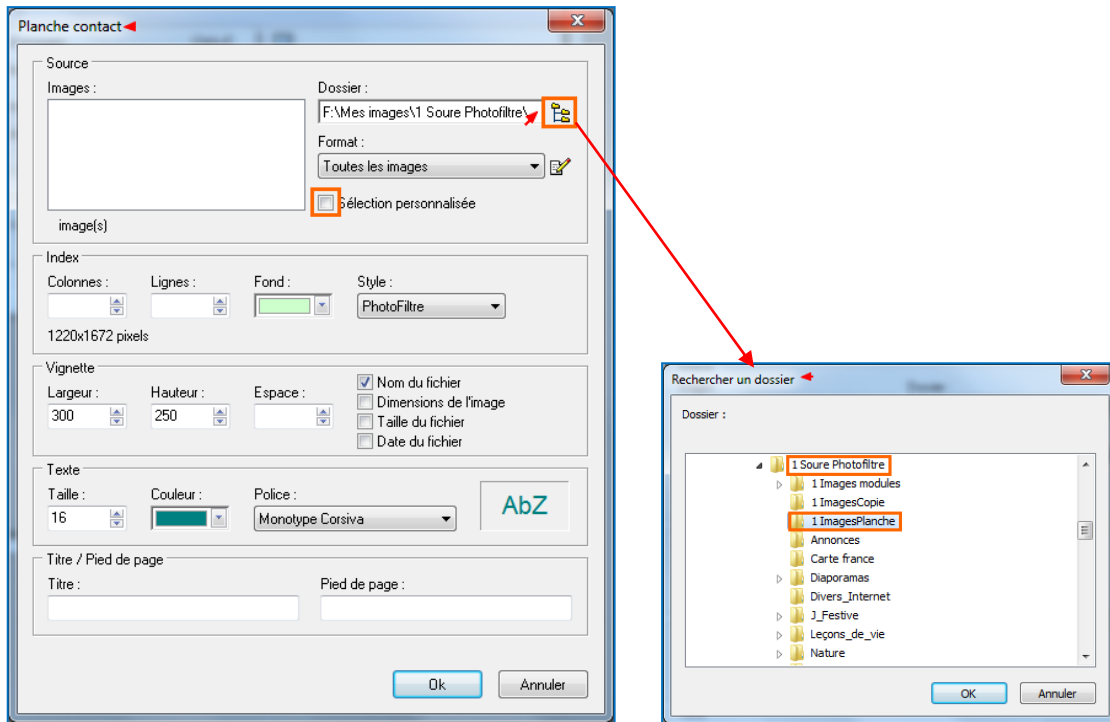 Planche contact
Source
Images :
Dossier :
F:\Mes images\1 Soure Photofiltre\
Format :
Toutes les images
Sélection personnalisée
image(s)
Index
Colonnes :
Lignes :
Fond :
Style :
PhotoFiltre
1220x1672 pixels
Vignette
Largeur :
Hauteur :
Espace :
300
250
Nom du fichier
Dimensions de l'image
Taille du fichier
Date du fichier
Texte
Taille :
Couleur :
Police :
16
Monotype Corsiva
AbZ
Titre / Pied de page
Titre :
Pied de page :
Ok
Annuler
Rechercher un dossier
Dossier :
1 Soure Photofiltre
1 Images modules
1 ImagesCopie
1 ImagesPlanche
Annonces
Carte france
Diaporamas
Divers_Internet
J_Festive
Leçons_de_vie
Nature
OK
Annuler